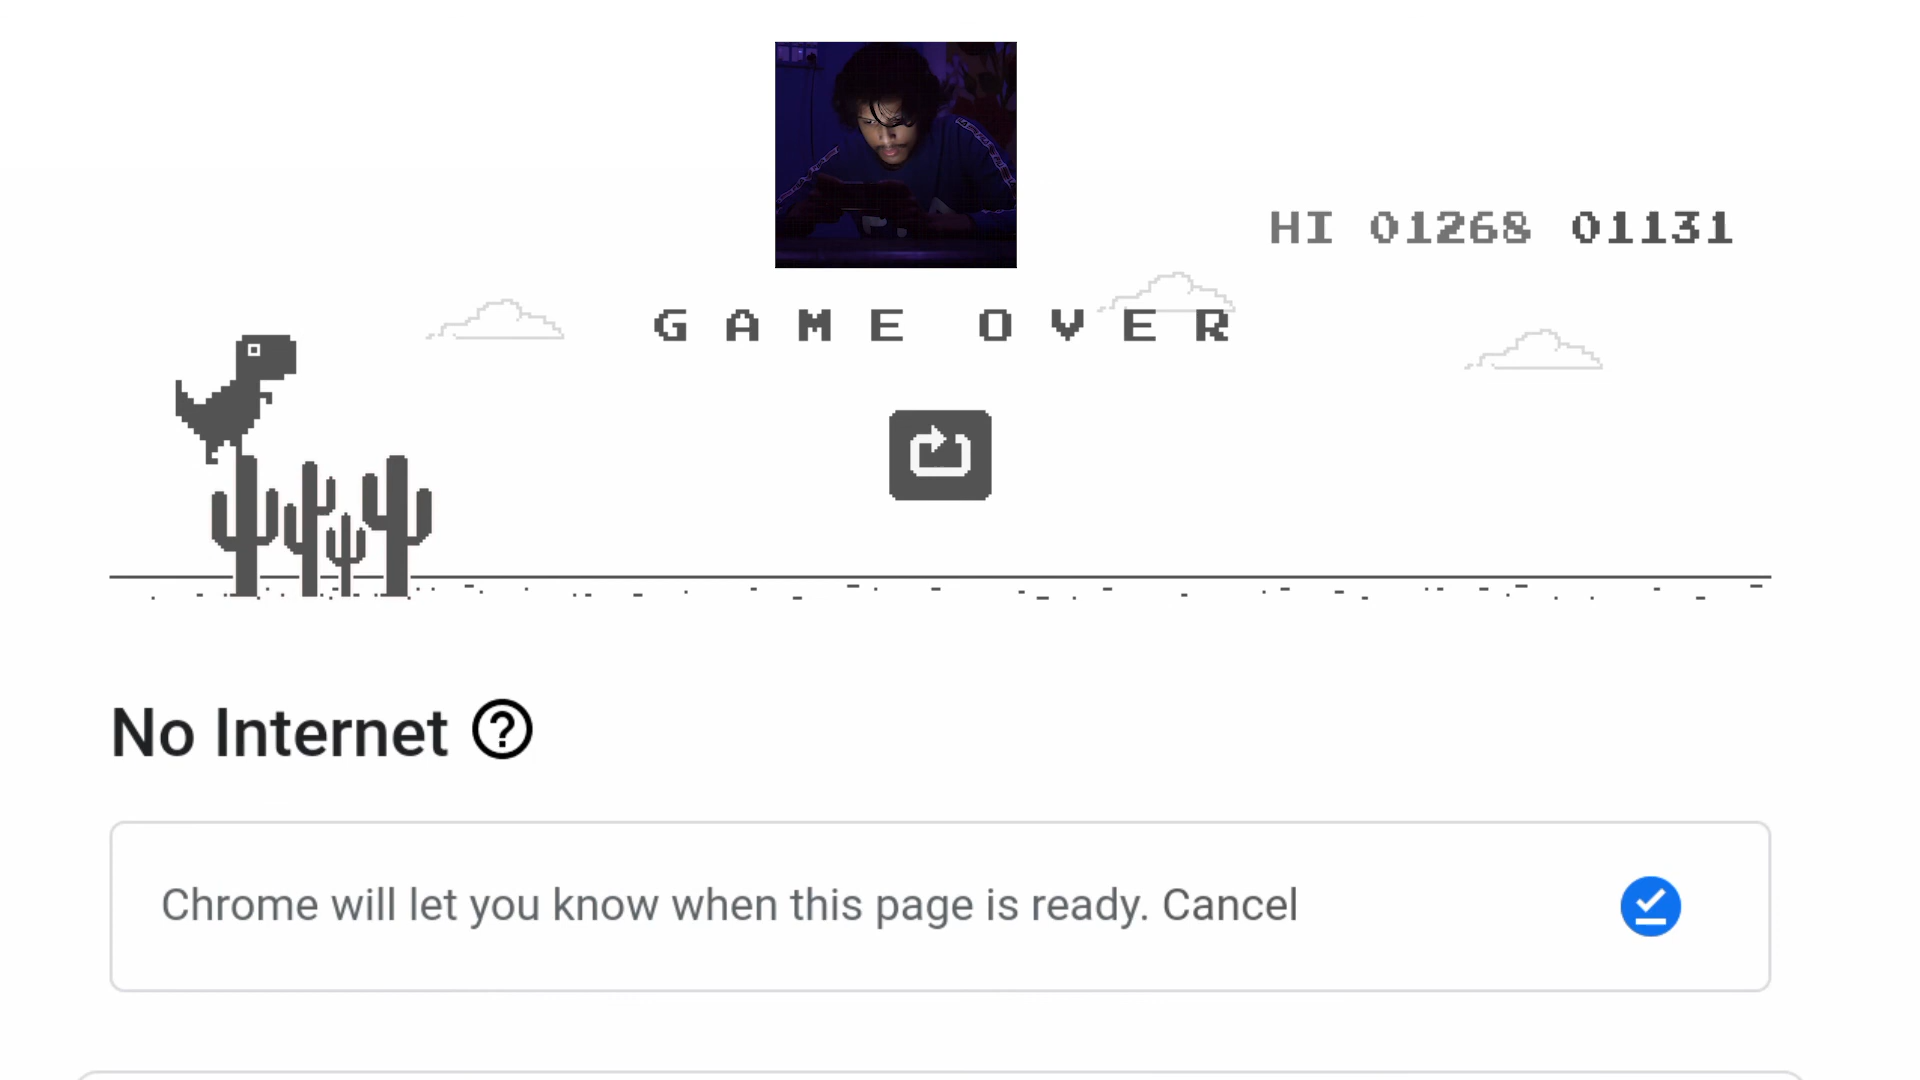 HI 01268 01131
GAME OVER
No Internet
Chrome will let you know when this page is ready. Cancel